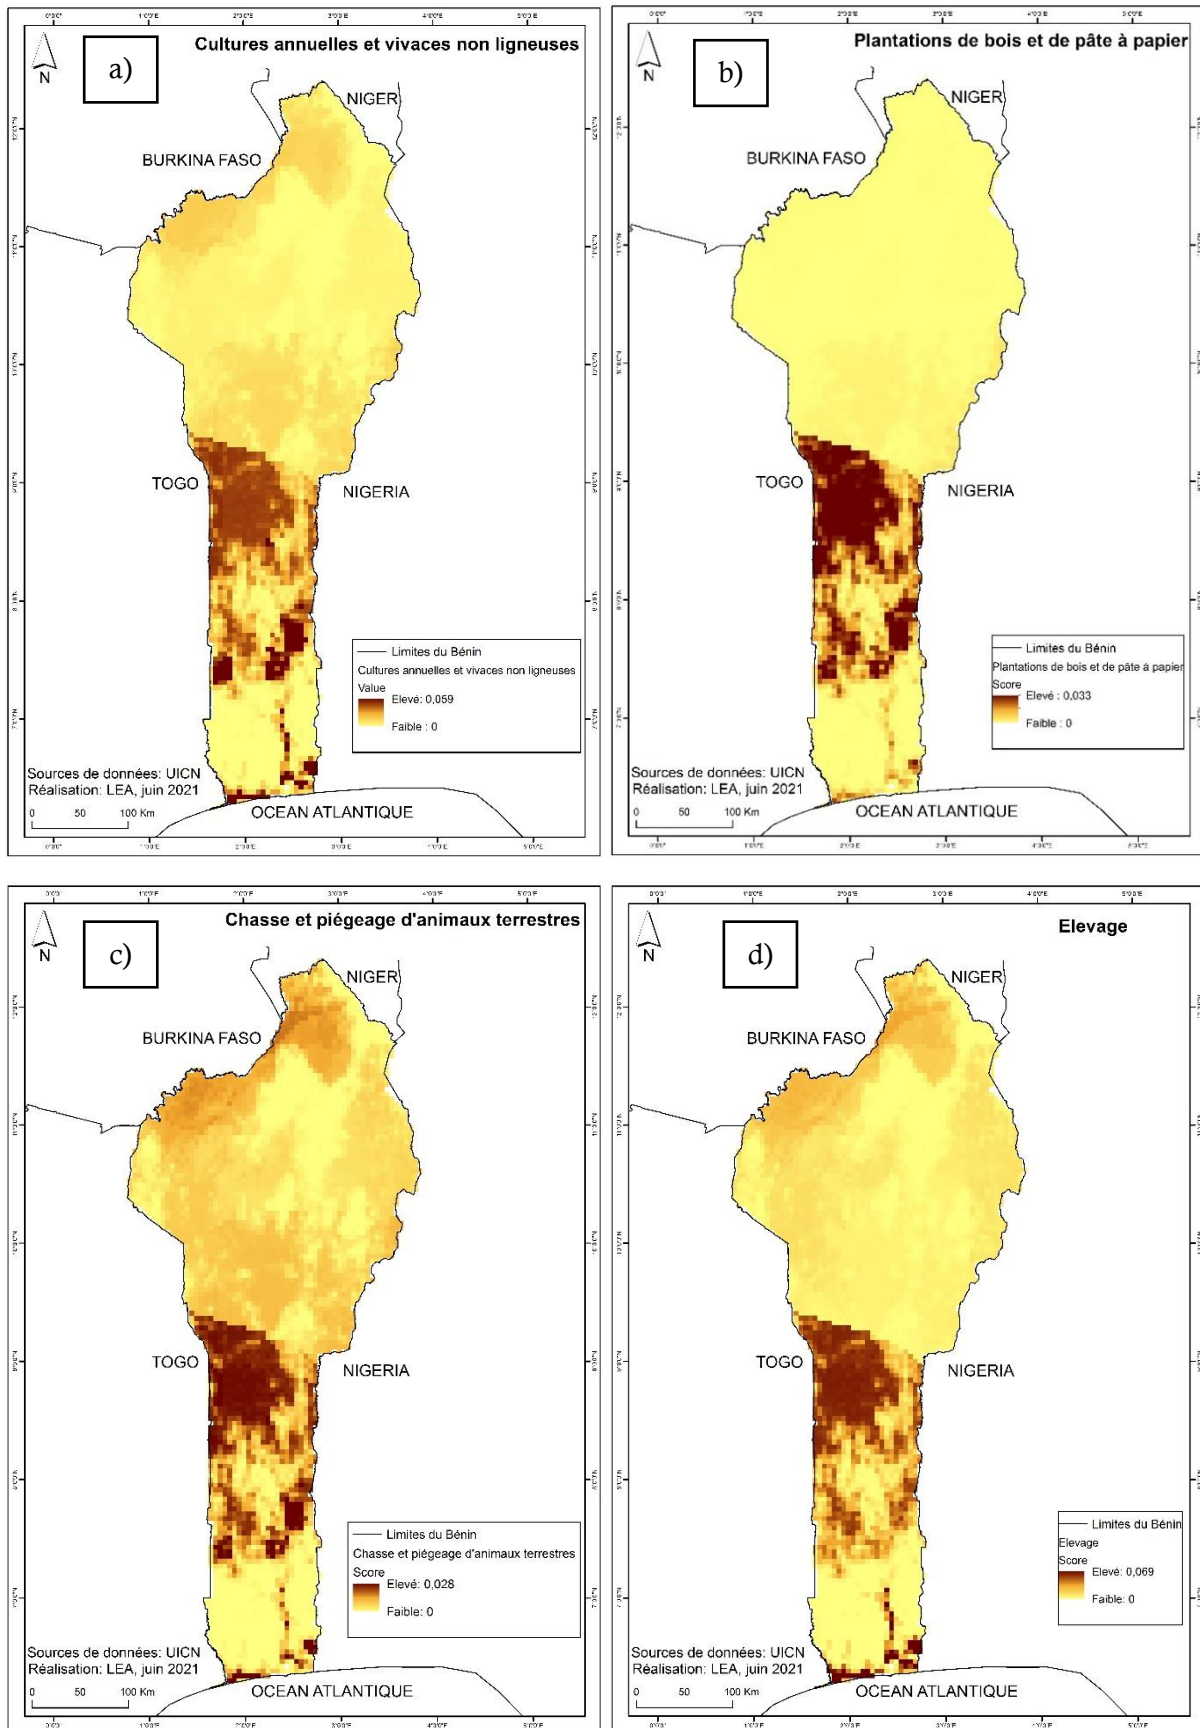 a)
Cultures annuelles et vivaces non ligneuses
N
NIGER
BURKINA FASO
TOGO
NIGERIA
Limites du Bénin
Cultures annuelles et vivaces non ligneuses
Value
Elevé: 0,059
Faible : 0
Sources de données: UICN
Réalisation: LEA, juin 2021
0 50 100 Km
OCEAN ATLANTIQUE
b)
Plantations de bois et de pâte à papier
N
NIGER
BURKINA FASO
TOGO
NIGERIA
Limites du Bénin
Plantations de bois et de pâte à papier
Score
Elevé : 0,033
Faible : 0
Sources de données: UICN
Réalisation: LEA, juin 2021
0 50 100 Km
OCEAN ATLANTIQUE
c)
Chasse et piégeage d'animaux terrestres
N
NIGER
BURKINA FASO
TOGO
NIGERIA
Limites du Bénin
Chasse et piégeage d'animaux terrestres
Score
Elevé: 0,028
Faible: 0
Sources de données: UICN
Réalisation: LEA, juin 2021
0 50 100 Km
OCEAN ATLANTIQUE
d)
Elevage
N
NIGER
BURKINA FASO
TOGO
NIGERIA
Limites du Bénin
Elevage
Score
Elevé: 0,069
Faible: 0
Sources de données: UICN
Réalisation: LEA, juin 2021
0 50 100 Km
OCEAN ATLANTIQUE